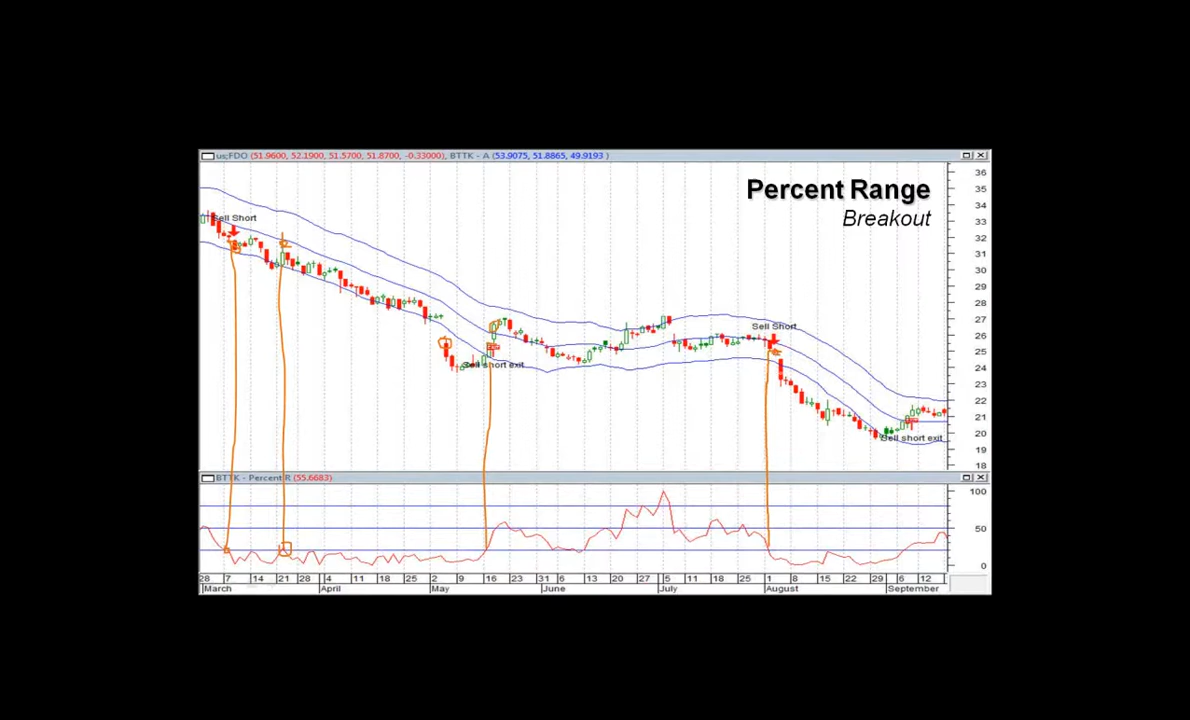 us;FDO (51.9600, 52.1900, 51.5700, 51.8700, -0.33000), BTTK - A (53.9075, 51.8865, 49.9193 )
Percent Range
Breakout
Sell Short
Sell Short
Sell short exit
Sell short exit
36
35
34
33
32
31
30
29
28
27
26
25
24
23
22
21
20
19
18
BTTK - Percent R (55.6683)
100
50
0
28 7 14 21 28 4 11 18 25 2 9 16 23 31 6 13 20 27 5 11 18 25 1 8 15 22 29 6 12
March April May June July August September